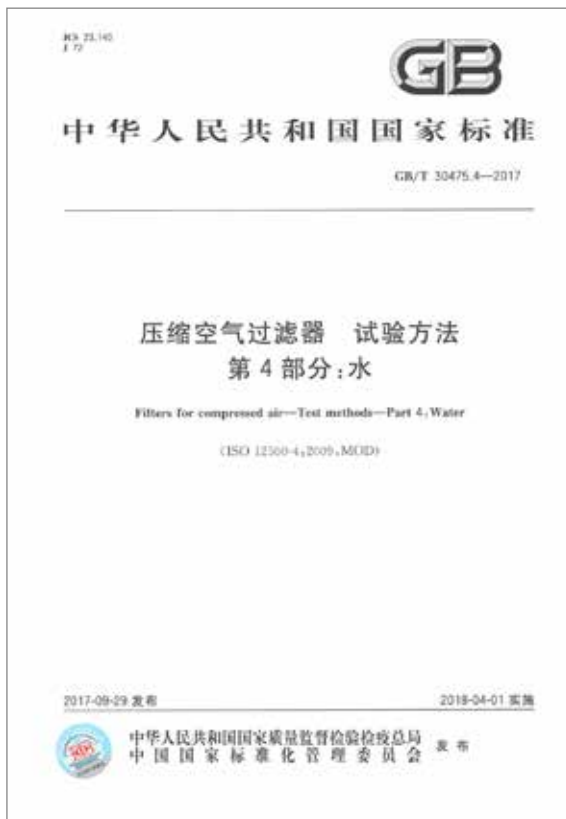 ICS 23.140
J 72
GB
中华人民共和国国家标准
GB/T 30475.4—2017
压缩空气过滤器 试验方法
第4部分:水
Filters for compressed air—Test methods—Part 4:Water
(ISO 12500-4:2009,MOD)
2017-09-29 发布
2018-04-01 实施
中华人民共和国国家质量监督检验检疫总局
中国国家标准化管理委员会
发布